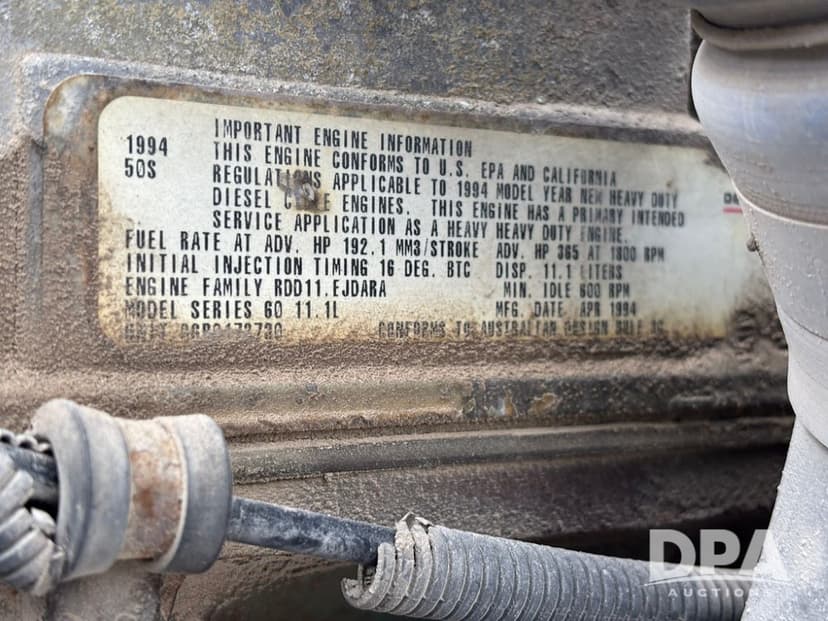 1994
50S
IMPORTANT ENGINE INFORMATION
THIS ENGINE CONFORMS TO U.S. EPA AND CALIFORNIA
REGULATIONS APPLICABLE TO 1994 MODEL YEAR NEW HEAVY DUTY
DIESEL ENGINES. THIS ENGINE HAS A PRIMARY INTENDED
SERVICE APPLICATION AS A HEAVY HEAVY DUTY ENGINE.
FUEL RATE AT ADV. HP 192.1 MM3/STROKE ADV. HP 365 AT 1800 RPM
INITIAL INJECTION TIMING 16 DEG. BTC DISP. 11.1 LITERS
ENGINE FAMILY RDD11.EJDARA MIN. IDLE 600 RPM
MODEL SERIES 60 11.1L MFG. DATE APR 1994
UNIT CONFORMS TO AUSTRALIAN DESIGN RULE
DPA
AUCTIONS